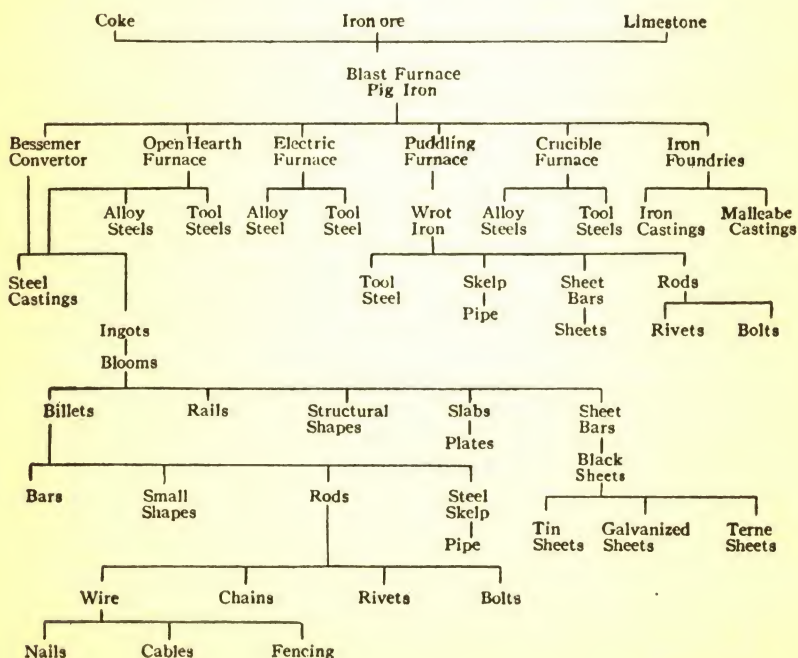 Coke Iron ore Limestone
Blast Furnace
Pig Iron
Bessemer Open Hearth Electric Puddling Crucible Iron
Convertor Furnace Furnace Furnace Furnace Foundries
Alloy Tool Alloy Tool Wrot Alloy Tool Iron Malleabe
Steels Steels Steel Steel Iron Steels Steels Castings Castings
Steel Tool Skelp Sheet Rods
Castings Steel Pipe Bars
Sheets Rivets Bolts
Ingots
Blooms
Billets Rails Structural Slabs Sheet
Shapes Plates Bars
Black
Sheets
Bars Small Rods Steel
Shapes Skelp
Pipe
Tin Galvanized Terne
Sheets Sheets Sheets
Wire Chains Rivets Bolts
Nails Cables Fencing